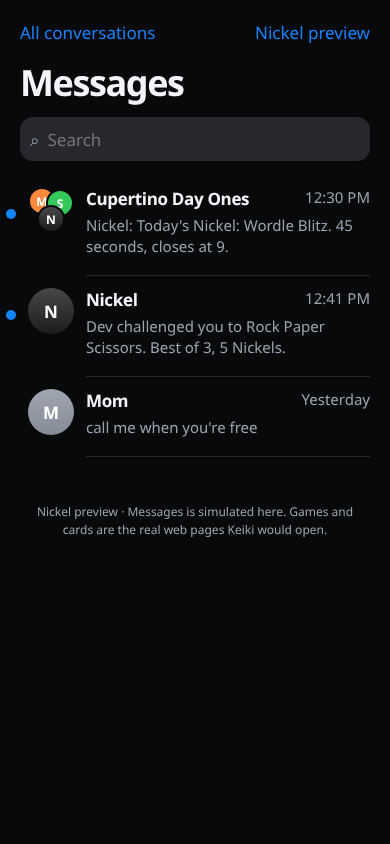 All conversations
Nickel preview
Messages
Search
M S
N
Cupertino Day Ones
12:30 PM
Nickel: Today's Nickel: Wordle Blitz. 45
seconds, closes at 9.
N
Nickel
12:41 PM
Dev challenged you to Rock Paper
Scissors. Best of 3, 5 Nickels.
M
Mom
Yesterday
call me when you're free
Nickel preview · Messages is simulated here. Games and
cards are the real web pages Keiki would open.